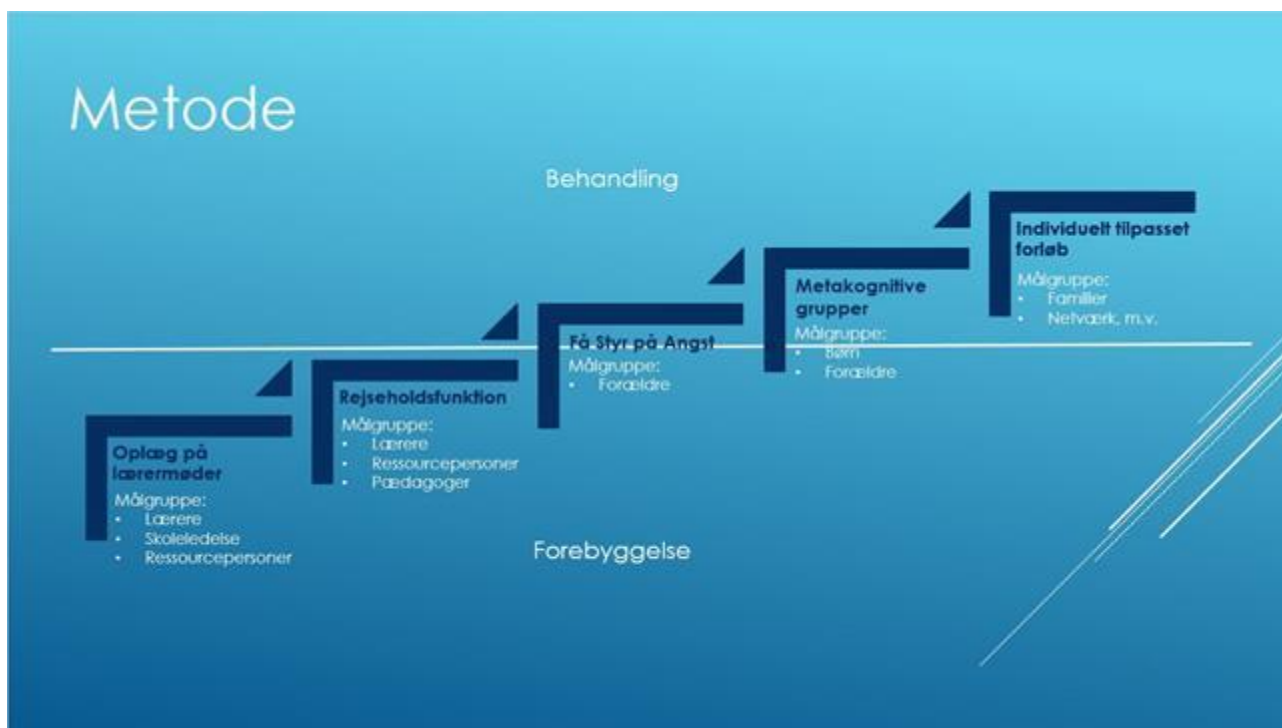 Metode
Behandling
Individuelt tilpasset
forløb
Målgruppe:
• Familier
• Netværk, m.v.
Metakognitive
grupper
Målgruppe:
• Børn
• Forældre
Få Styr på Angst
Målgruppe:
• Forældre
Rejseholdsfunktion
Målgruppe:
• Lærere
• Ressourcepersoner
• Pædagoger
Oplæg på
lærermøder
Målgruppe:
• Lærere
• Skoleledelse
• Ressourcepersoner
Forebyggelse